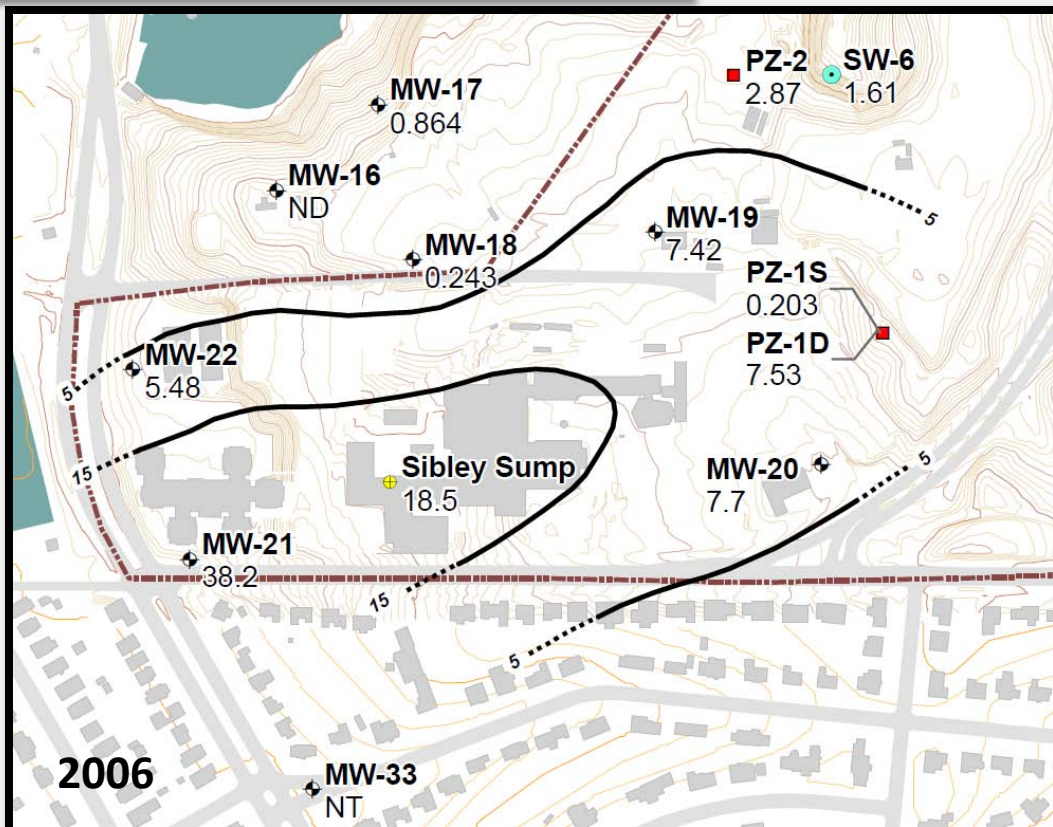 PZ-2
2.87
SW-6
1.61
MW-17
0.864
MW-16
ND
MW-18
0.243
MW-19
7.42
5
PZ-1S
0.203
PZ-1D
7.53
MW-22
5.48
5
15
Sibley Sump
18.5
MW-20
7.7
5
MW-21
38.2
15
5
2006
MW-33
NT